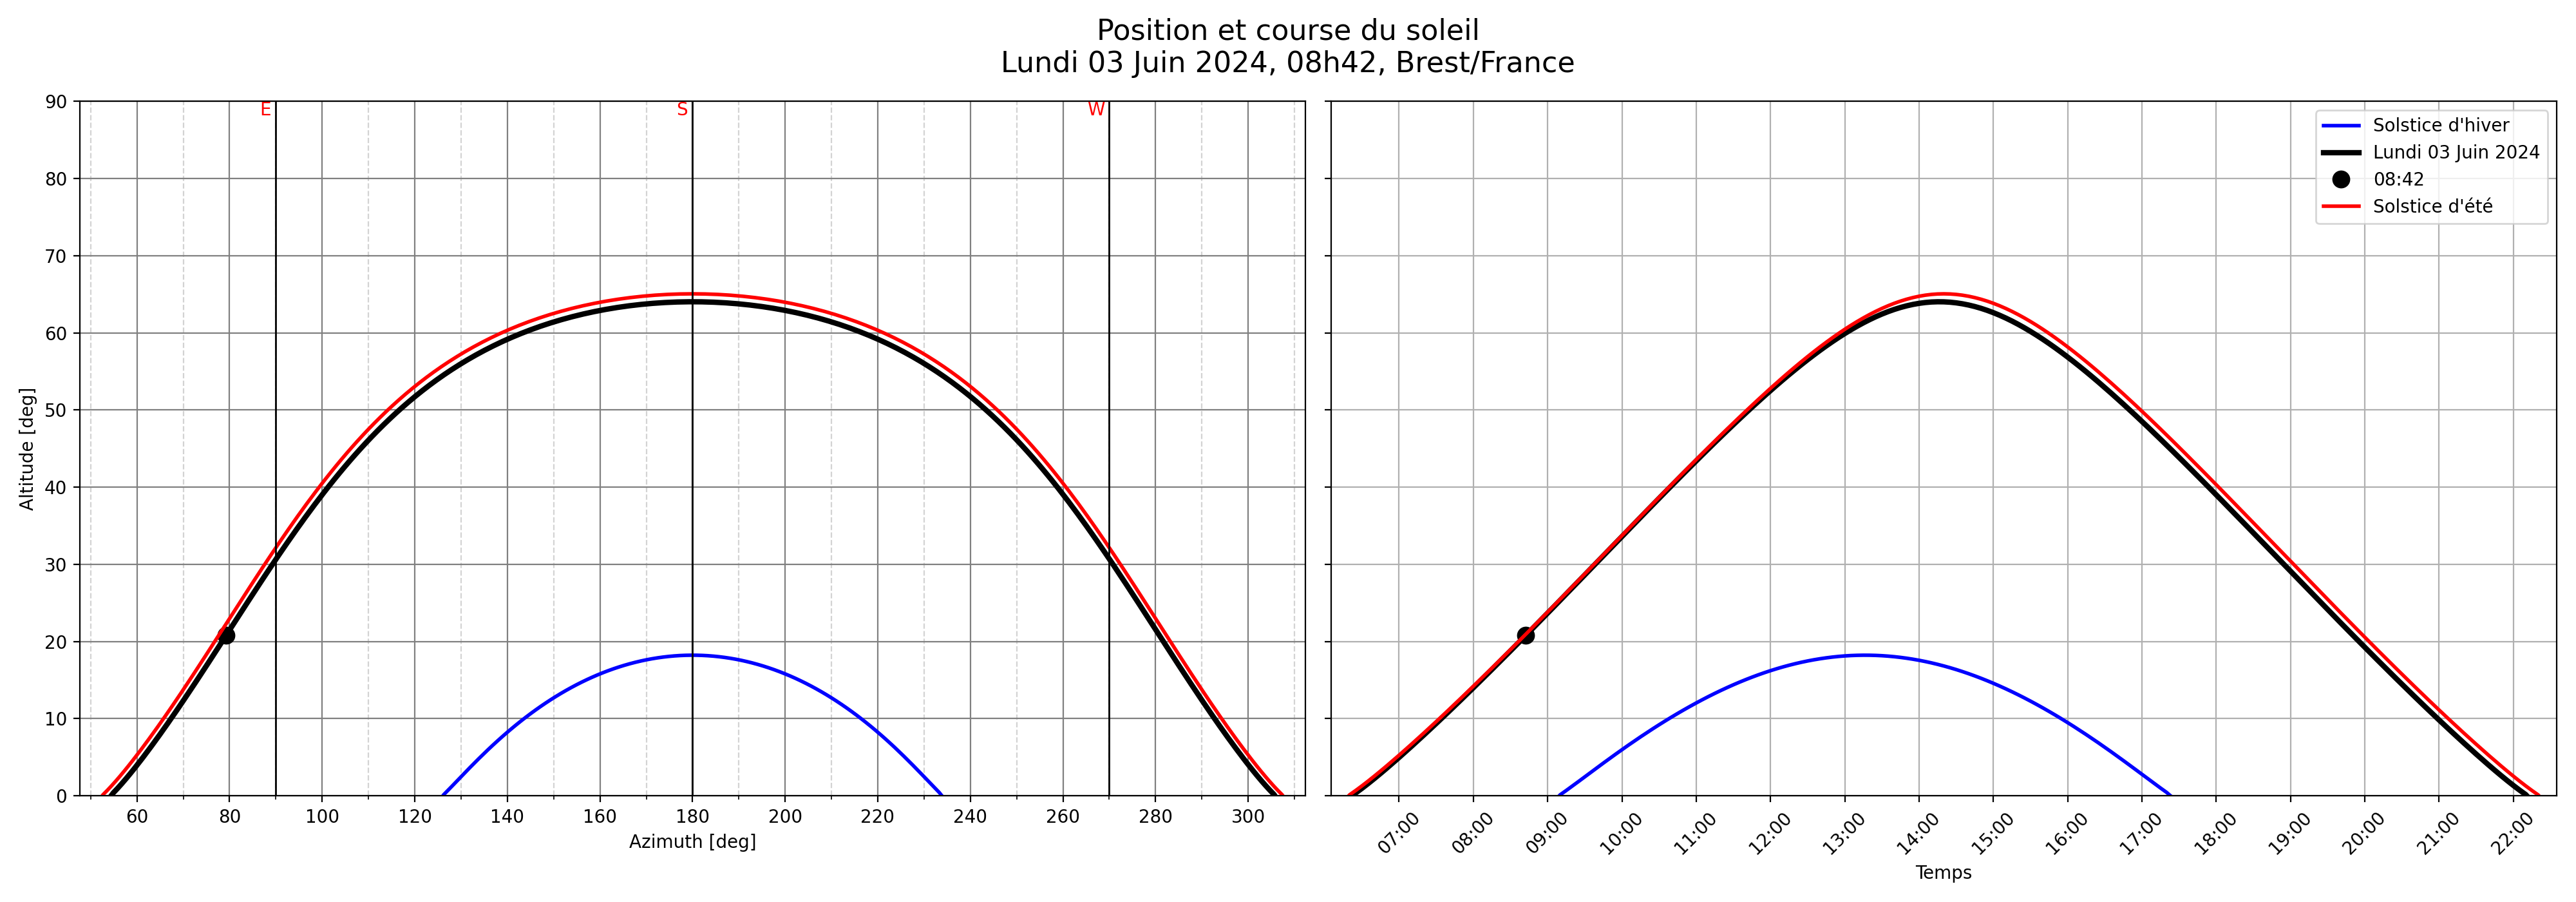 Position et course du soleil
Lundi 03 Juin 2024, 08h42, Brest/France
E
S
W
90
80
70
60
50
40
30
20
10
0
Altitude [deg]
60 80 100 120 140 160 180 200 220 240 260 280 300
Azimuth [deg]
Solstice d'hiver
Lundi 03 Juin 2024
08:42
Solstice d'été
07:00 08:00 09:00 10:00 11:00 12:00 13:00 14:00 15:00 16:00 17:00 18:00 19:00 20:00 21:00 22:00
Temps